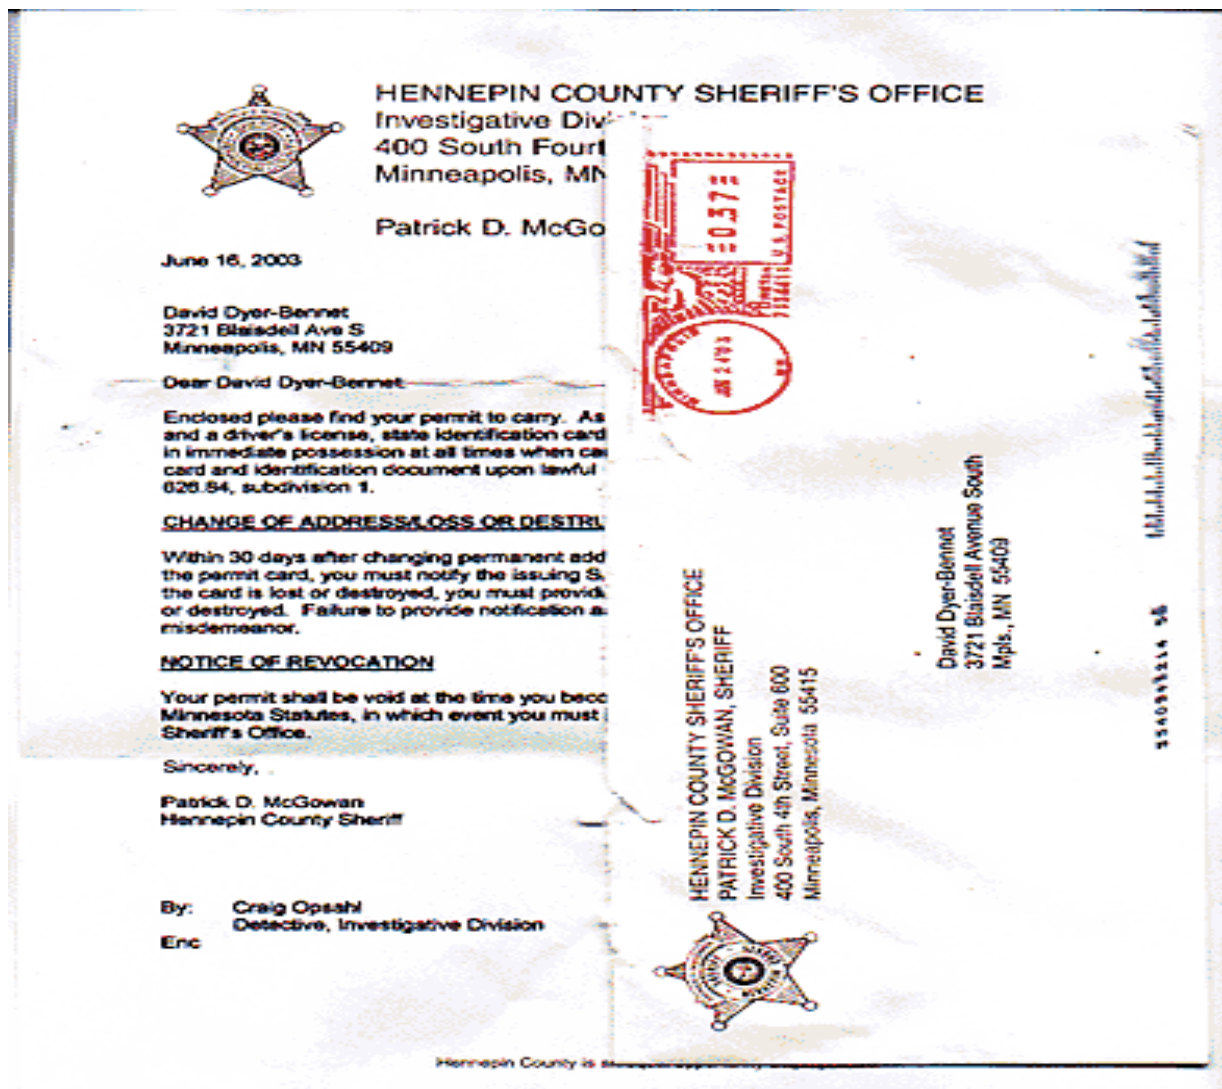 HENNEPIN COUNTY SHERIFF'S OFFICE
Investigative Div
400 South Fourt
Minneapolis, MN
Patrick D. McGo
June 16, 2003
David Dyer-Bennet
3721 Blaisdell Ave S
Minneapolis, MN 55409
Dear David Dyer-Bennet:
Enclosed please find your permit to carry. As
and a driver's license, state identification card
in immediate possession at all times when car
card and identification document upon lawful
626.84, subdivision 1.
CHANGE OF ADDRESS/LOSS OR DESTRU
Within 30 days after changing permanent add
the permit card, you must notify the issuing S
the card is lost or destroyed, you must provid
or destroyed. Failure to provide notification a
misdemeanor.
NOTICE OF REVOCATION
Your permit shall be void at the time you beco
Minnesota Statutes, in which event you must
Sheriff's Office.
Sincerely,
Patrick D. McGowan
Hennepin County Sheriff
By: Craig Opsahl
Detective, Investigative Division
Enc
Hennepin County is
HENNEPIN COUNTY SHERIFF'S OFFICE
PATRICK D. McGOWAN, SHERIFF
Investigative Division
400 South 4th Street, Suite 600
Minneapolis, Minnesota 55415
0.37
U.S. POSTAGE
MINNEAPOLIS
MN
David Dyer-Bennet
3721 Blaisdell Avenue South
Mpls., MN 55409